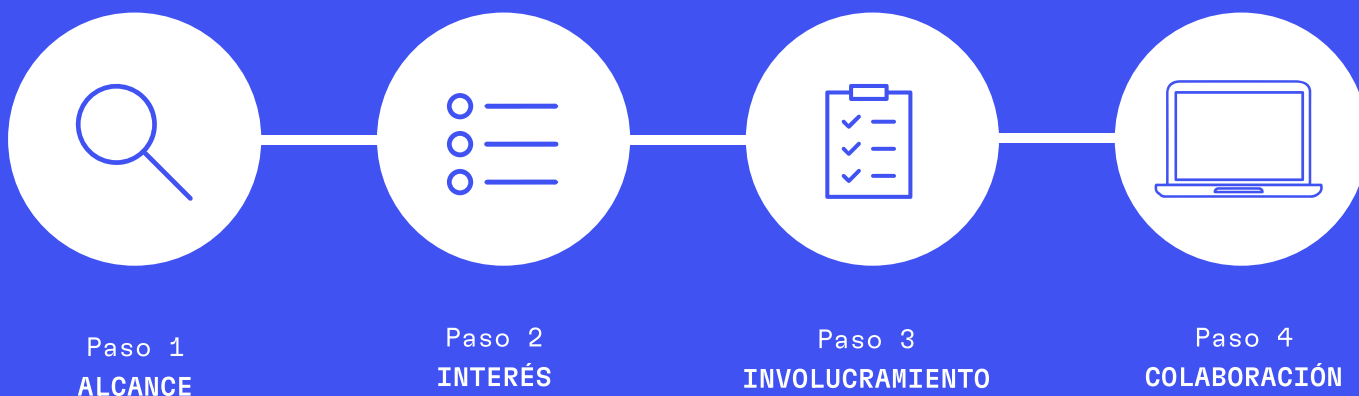 Paso 1
ALCANCE
Paso 2
INTERÉS
Paso 3
INVOLUCRAMIENTO
Paso 4
COLABORACIÓN